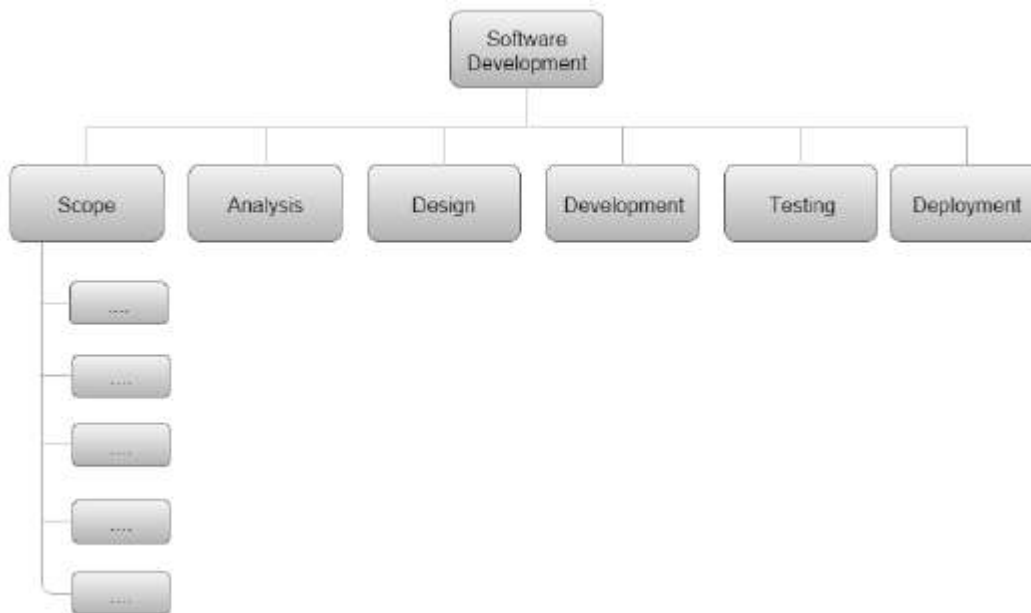 Software
Development
Scope
Analysis
Design
Development
Testing
Deployment
....
....
....
....
....